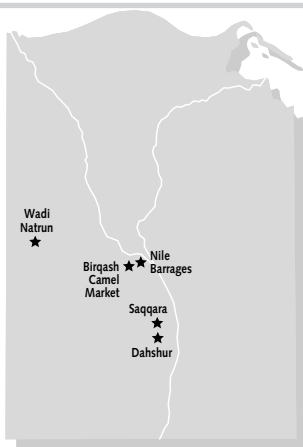 Wadi
Natrun
Nile
Barrages
Birqash
Camel
Market
Saqqara
Dahshur